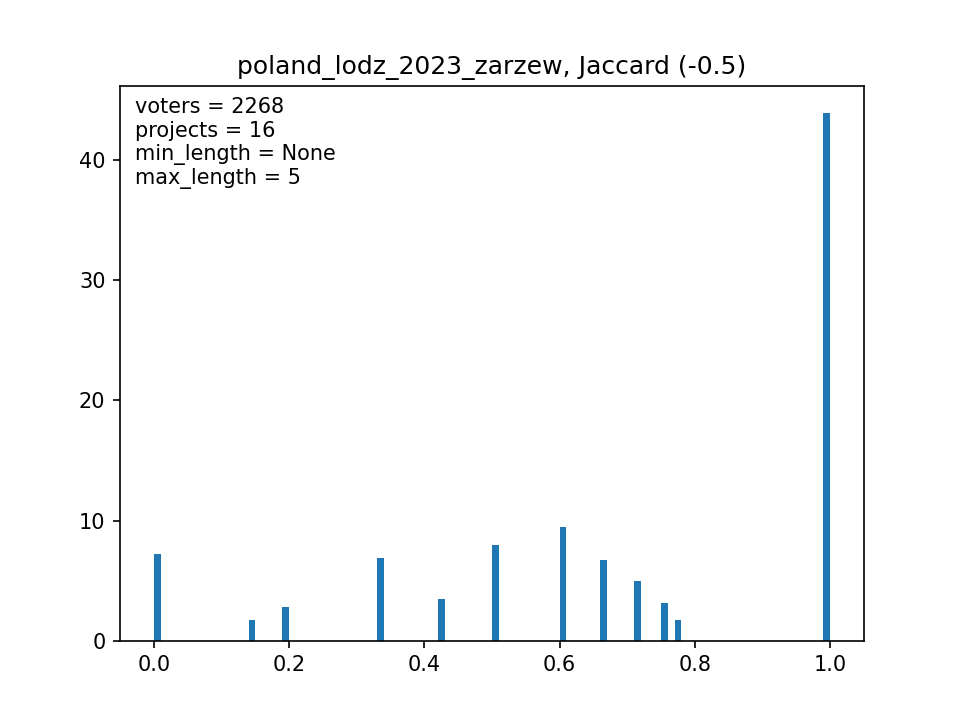 poland_lodz_2023_zarzew, Jaccard (-0.5)
voters = 2268
projects = 16
min_length = None
max_length = 5
40
30
20
10
0
0.0 0.2 0.4 0.6 0.8 1.0